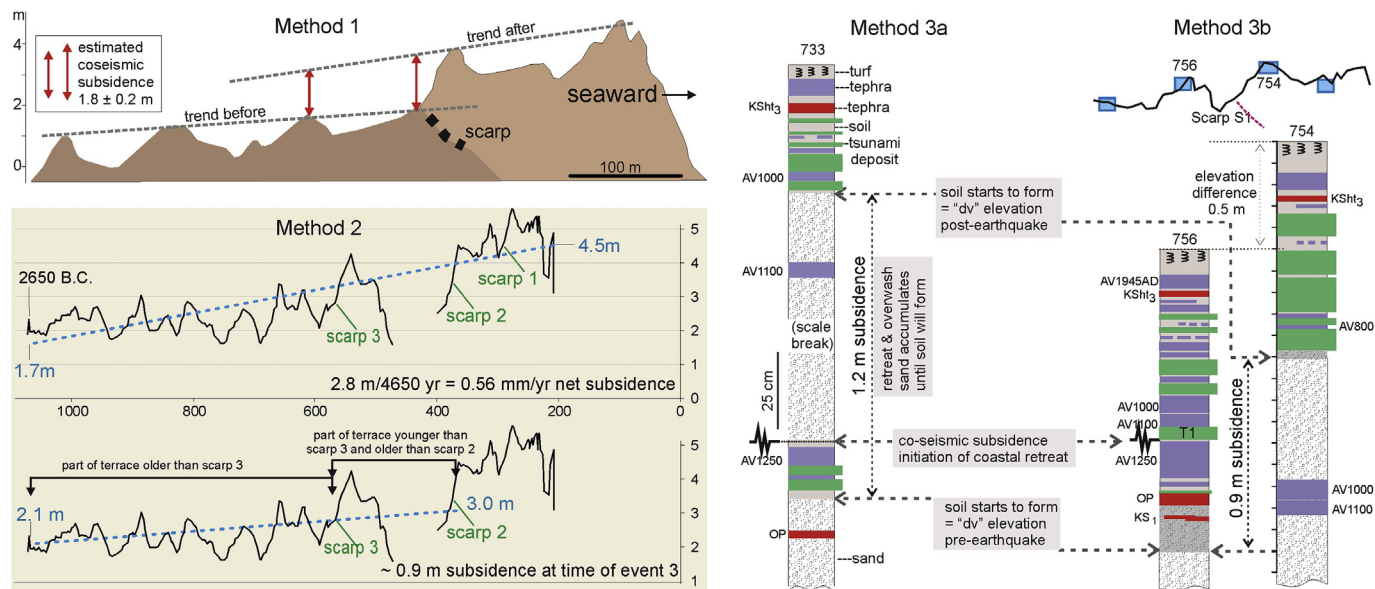 m
4
2
0
Method 1
estimated
coseismic
subsidence
1.8 ± 0.2 m
trend after
trend before
seaward
scarp
100 m
Method 2
2650 B.C.
4.5m
scarp 1
scarp 2
scarp 3
1.7m
2.8 m/4650 yr = 0.56 mm/yr net subsidence
5
4
3
2
1
0
1000
800
600
400
200
0
part of terrace younger than
scarp 3 and older than scarp 2
part of terrace older than scarp 3
2.1 m
3.0 m
scarp 2
scarp 3
~ 0.9 m subsidence at time of event 3
5
4
3
2
1
Method 3a
733
turf
tephra
KSht3
tephra
soil
tsunami
deposit
AV1000
AV1100
(scale
break)
25 cm
AV1250
OP
sand
1.2 m subsidence
retreat & overwash
sand accumulates
until soil will form
soil starts to form
= "dv" elevation
post-earthquake
co-seismic subsidence
initiation of coastal retreat
soil starts to form
= "dv" elevation
pre-earthquake
Method 3b
756
754
Scarp S1
754
elevation
difference
0.5 m
KSht3
756
AV1945AD
KSht3
AV800
AV1000
AV1100
T1
AV1250
OP
KS1
0.9 m subsidence
AV1000
AV1100